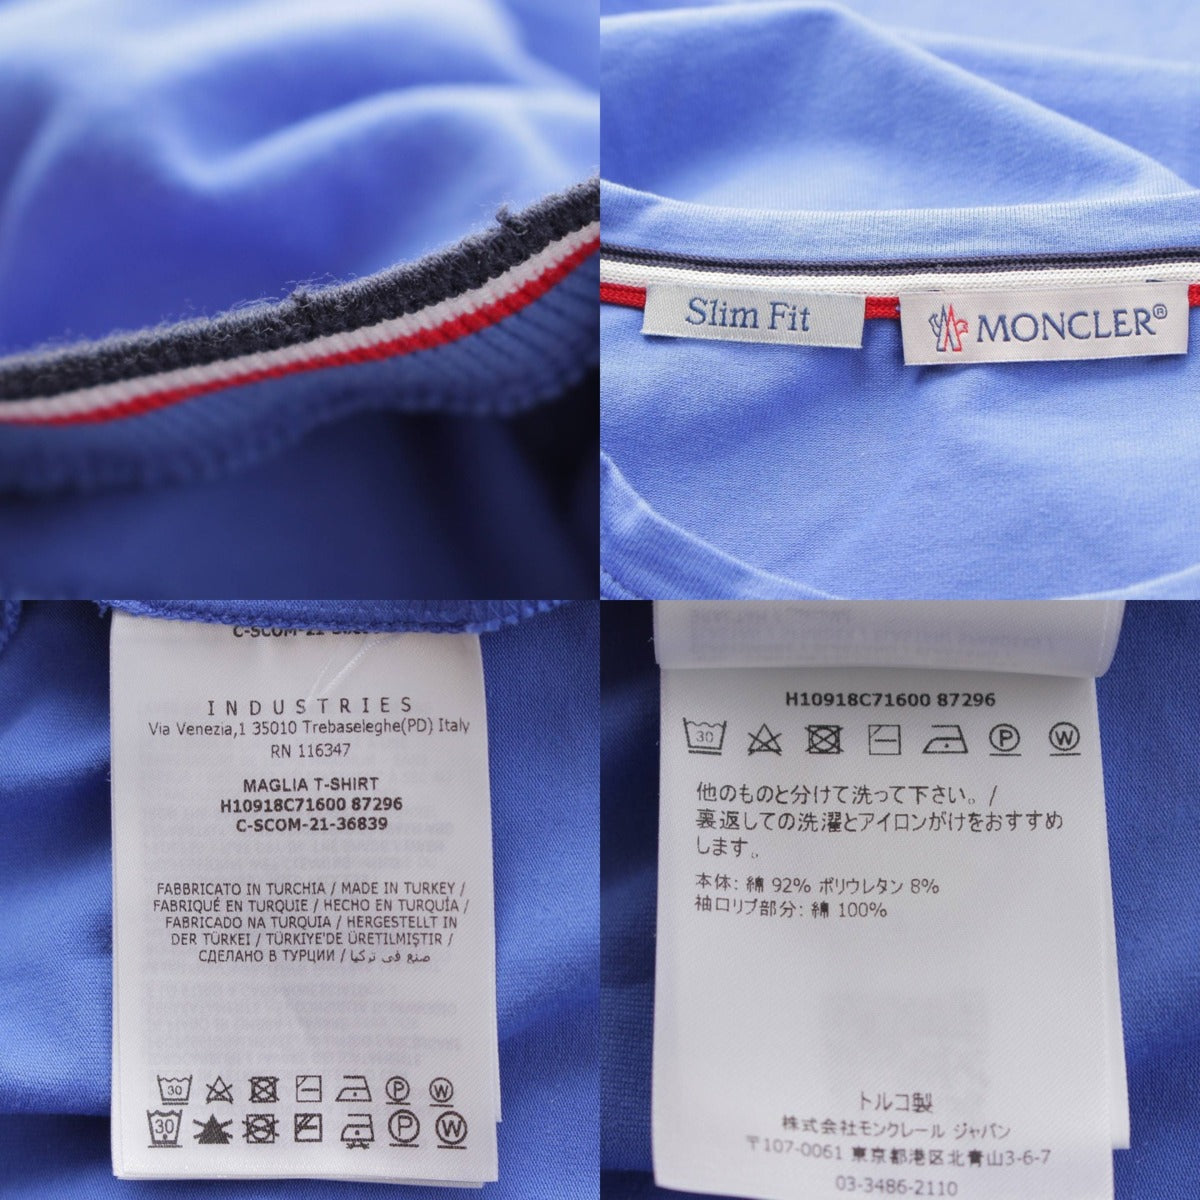 Slim Fit
MONCLER®
C-SCOM-21-36839
INDUSTRIES
Via Venezia,1 35010 Trebaseleghe(PD) Italy
RN 116347
MAGLIA T-SHIRT
H10918C71600 87296
C-SCOM-21-36839
FABBRICATO IN TURCHIA / MADE IN TURKEY /
FABRIQUÉ EN TURQUIE / HECHO EN TURQUÍA /
FABRICADO NA TURQUIA / HERGESTELLT IN
DER TÜRKEI / TÜRKİYE'DE ÜRETILMIŞTIR /
СДЕЛАНО В ТУРЦИИ / صنع في تركيا
30 P W
30 P W
H10918C71600 87296
30 P W
他のものと分けて洗って下さい。/
裏返しての洗濯とアイロンがけをおすすめ
します。
本体: 綿 92% ポリウレタン 8%
袖口リブ部分: 綿 100%
トルコ製
株式会社モンクレール ジャパン
〒107-0061 東京都港区北青山3-6-7
03-3486-2110